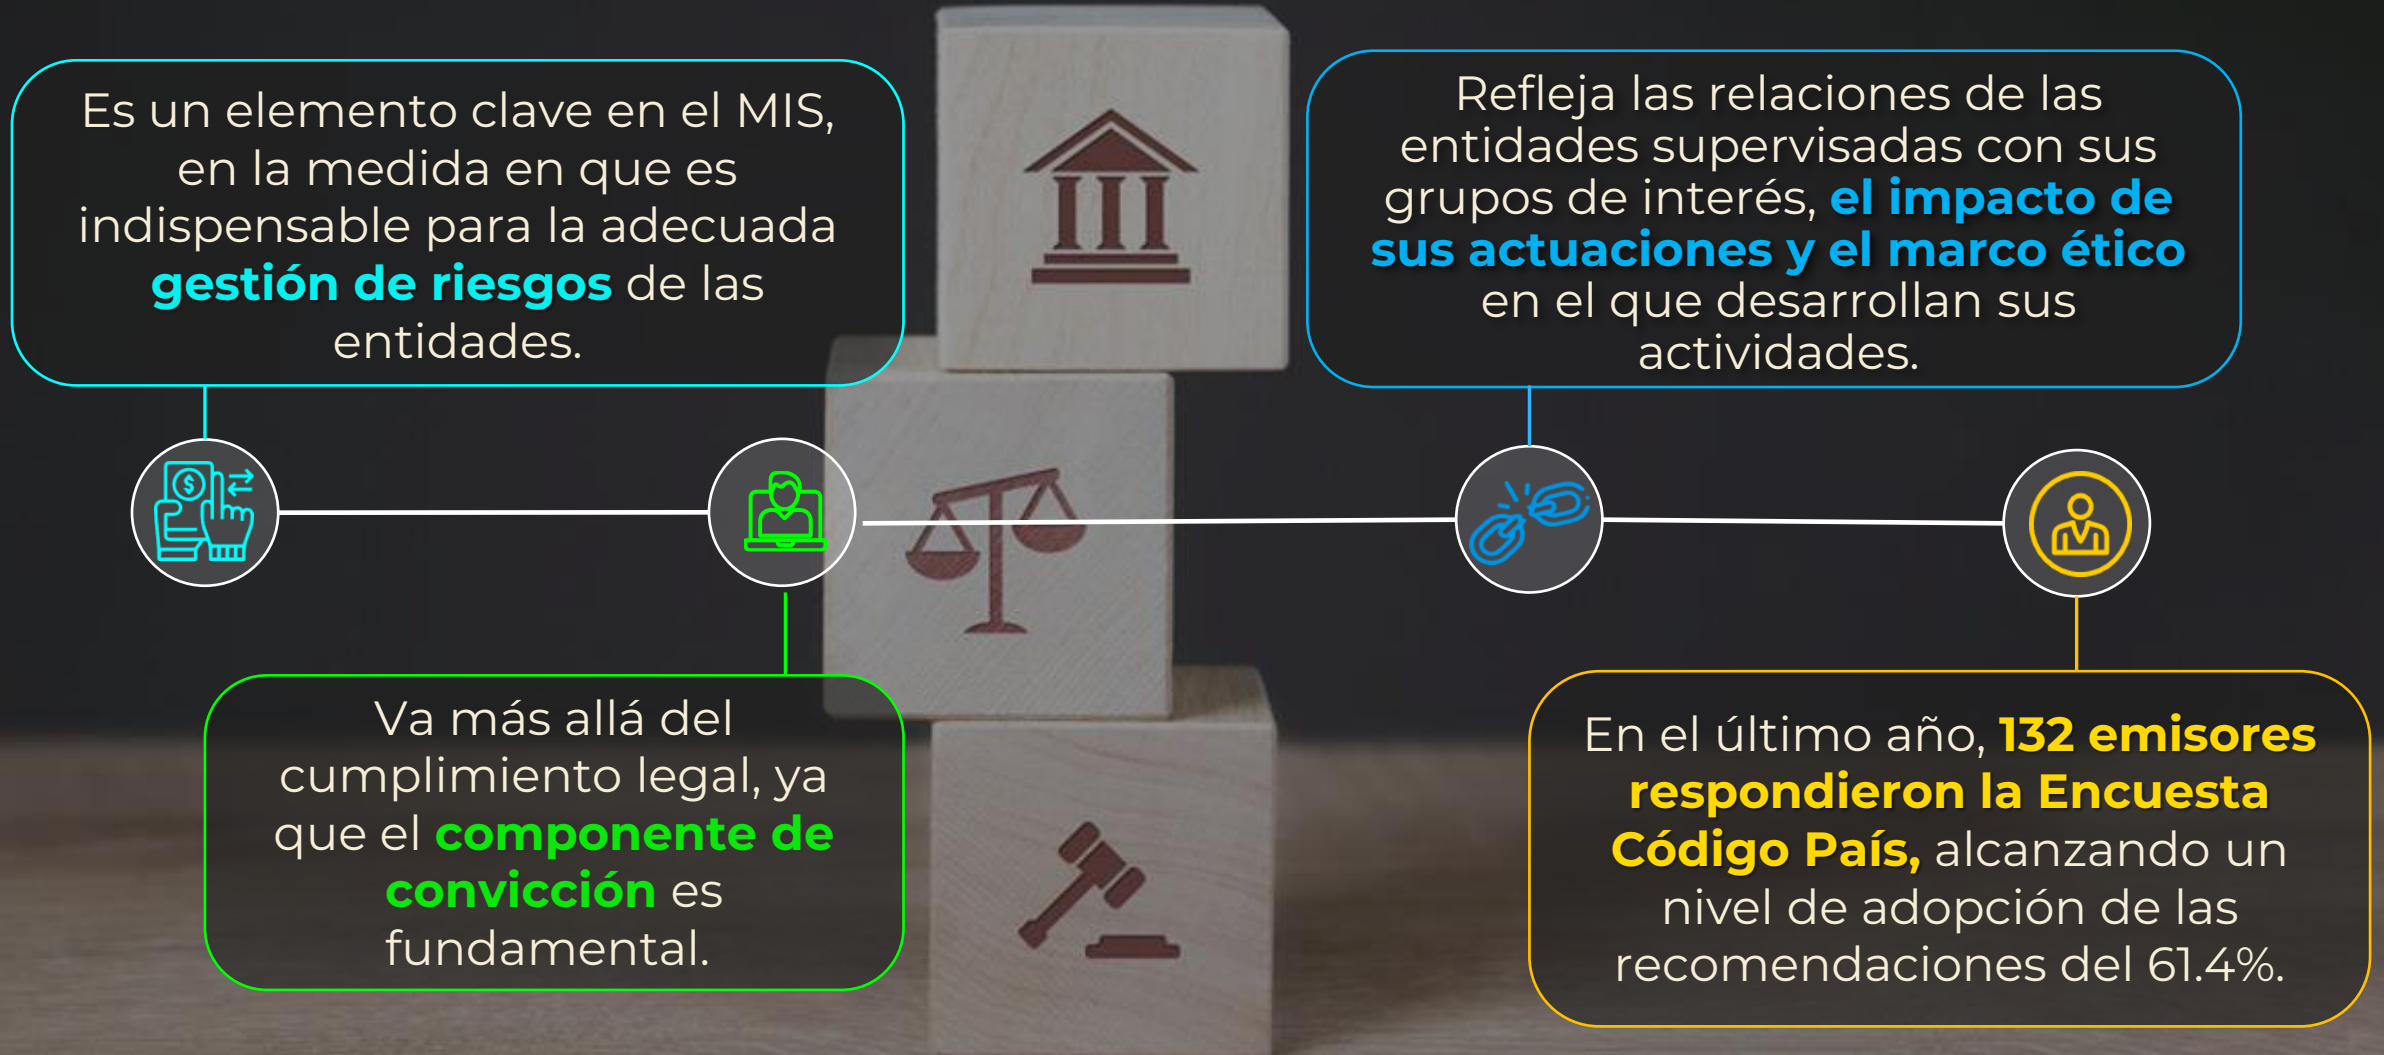 Es un elemento clave en el MIS,
en la medida en que es
indispensable para la adecuada
gestión de riesgos de las
entidades.
Va más allá del
cumplimiento legal, ya
que el componente de
convicción es
fundamental.
Refleja las relaciones de las
entidades supervisadas con sus
grupos de interés, el impacto de
sus actuaciones y el marco ético
en el que desarrollan sus
actividades.
En el último año, 132 emisores
respondieron la Encuesta
Código País, alcanzando un
nivel de adopción de las
recomendaciones del 61.4%.